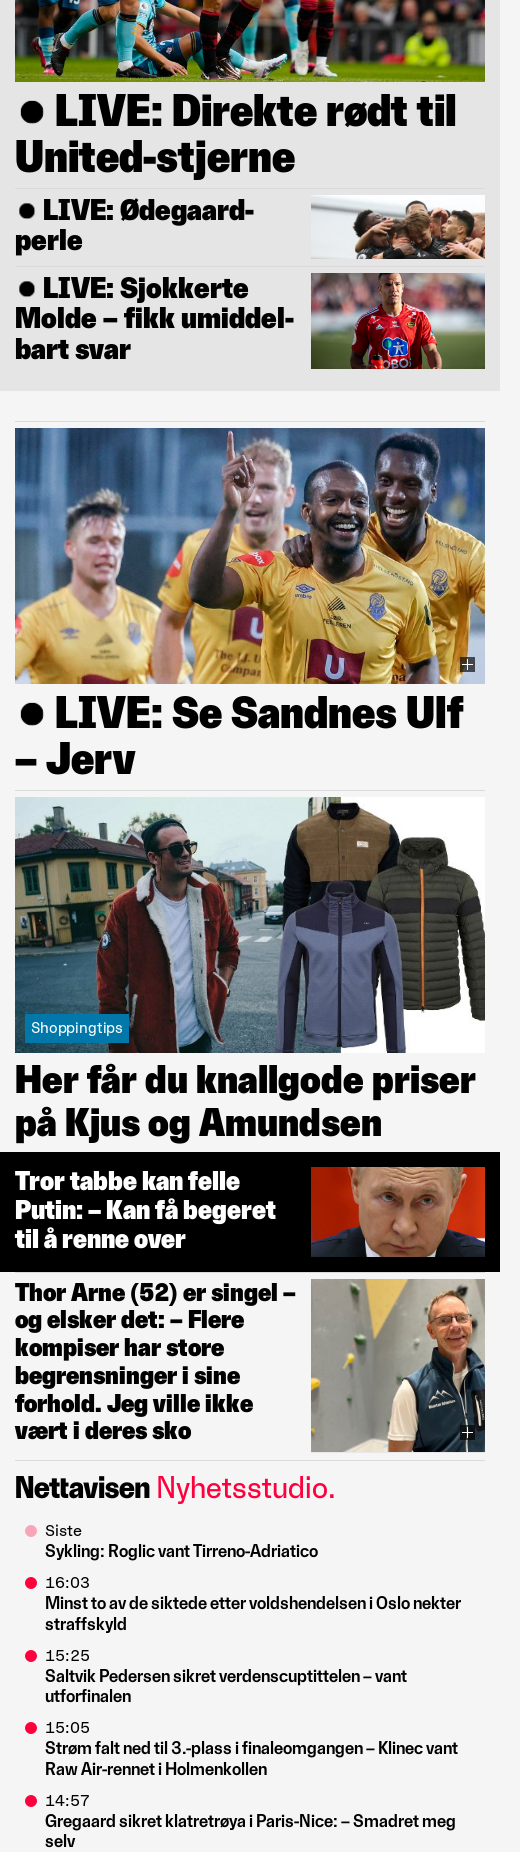 ● LIVE: Direkte rødt til
United-stjerne
● LIVE: Ødegaard-
perle
● LIVE: Sjokkerte
Molde – fikk umiddel-
bart svar
OBO
● LIVE: Se Sandnes Ulf
– Jerv
Shoppingtips
Her får du knallgode priser
på Kjus og Amundsen
Tror tabbe kan felle
Putin: – Kan få begeret
til å renne over
Thor Arne (52) er singel –
og elsker det: – Flere
kompiser har store
begrensninger i sine
forhold. Jeg ville ikke
vært i deres sko
Nettavisen Nyhetsstudio.
Siste
Sykling: Roglic vant Tirreno-Adriatico
16:03
Minst to av de siktede etter voldshendelsen i Oslo nekter
straffskyld
15:25
Saltvik Pedersen sikret verdenscuptittelen – vant
utforfinalen
15:05
Strøm falt ned til 3.-plass i finaleomgangen – Klinec vant
Raw Air-rennet i Holmenkollen
14:57
Gregaard sikret klatretrøya i Paris-Nice: – Smadret meg
selv